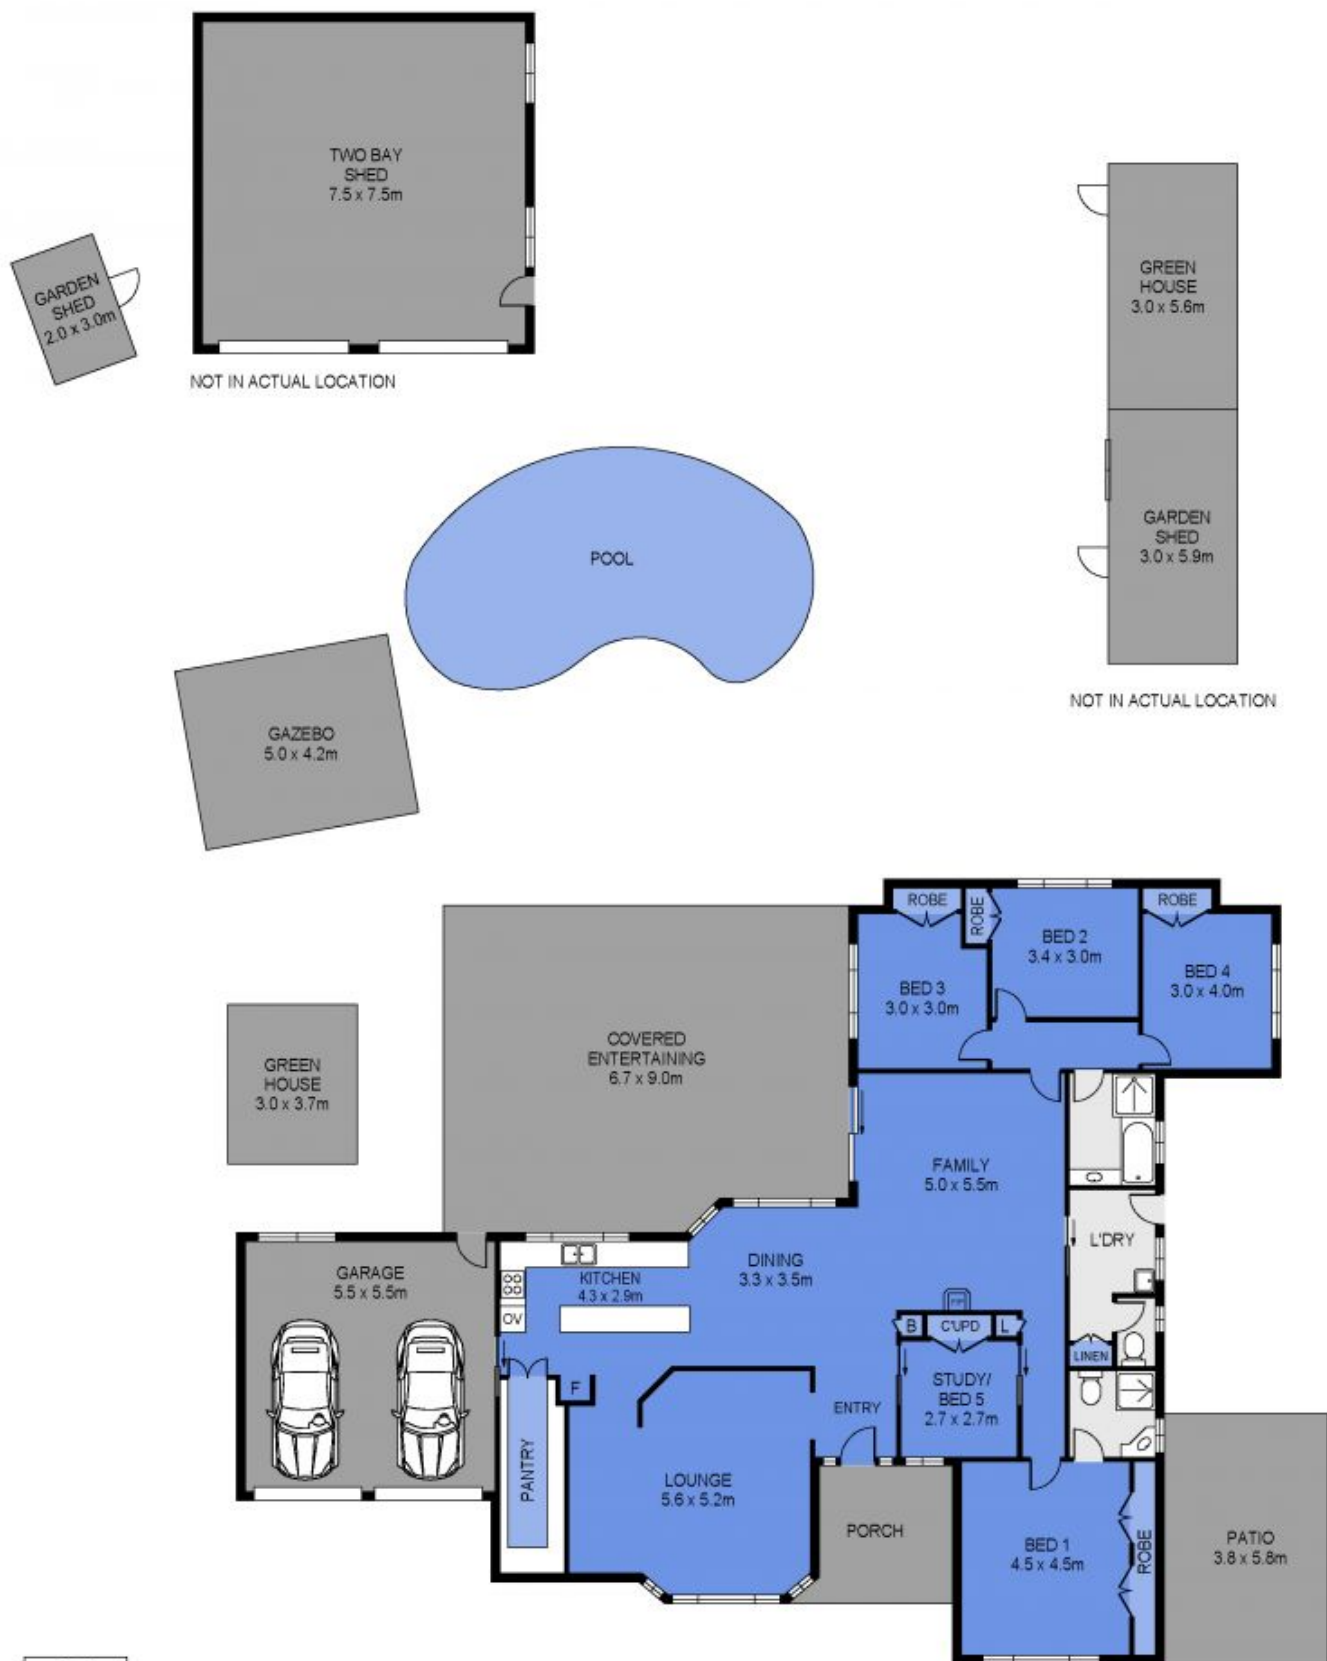 TWO BAY
SHED
7.5 x 7.5m
GARDEN
SHED
2.0 x 3.0m
NOT IN ACTUAL LOCATION
GREEN
HOUSE
3.0 x 5.6m
GARDEN
SHED
3.0 x 5.9m
NOT IN ACTUAL LOCATION
POOL
GAZEBO
5.0 x 4.2m
ROBE
ROBE
ROBE
BED 2
3.4 x 3.0m
BED 3
3.0 x 3.0m
BED 4
3.0 x 4.0m
COVERED
ENTERTAINING
6.7 x 9.0m
GREEN
HOUSE
3.0 x 3.7m
FAMILY
5.0 x 5.5m
L'DRY
GARAGE
5.5 x 5.5m
KITCHEN
4.3 x 2.9m
OV
DINING
3.3 x 3.5m
B
C'UPD
L
LINEN
F
STUDY/
BED 5
2.7 x 2.7m
ENTRY
PANTRY
LOUNGE
5.6 x 5.2m
PORCH
BED 1
4.5 x 4.5m
ROBE
PATIO
3.8 x 5.8m